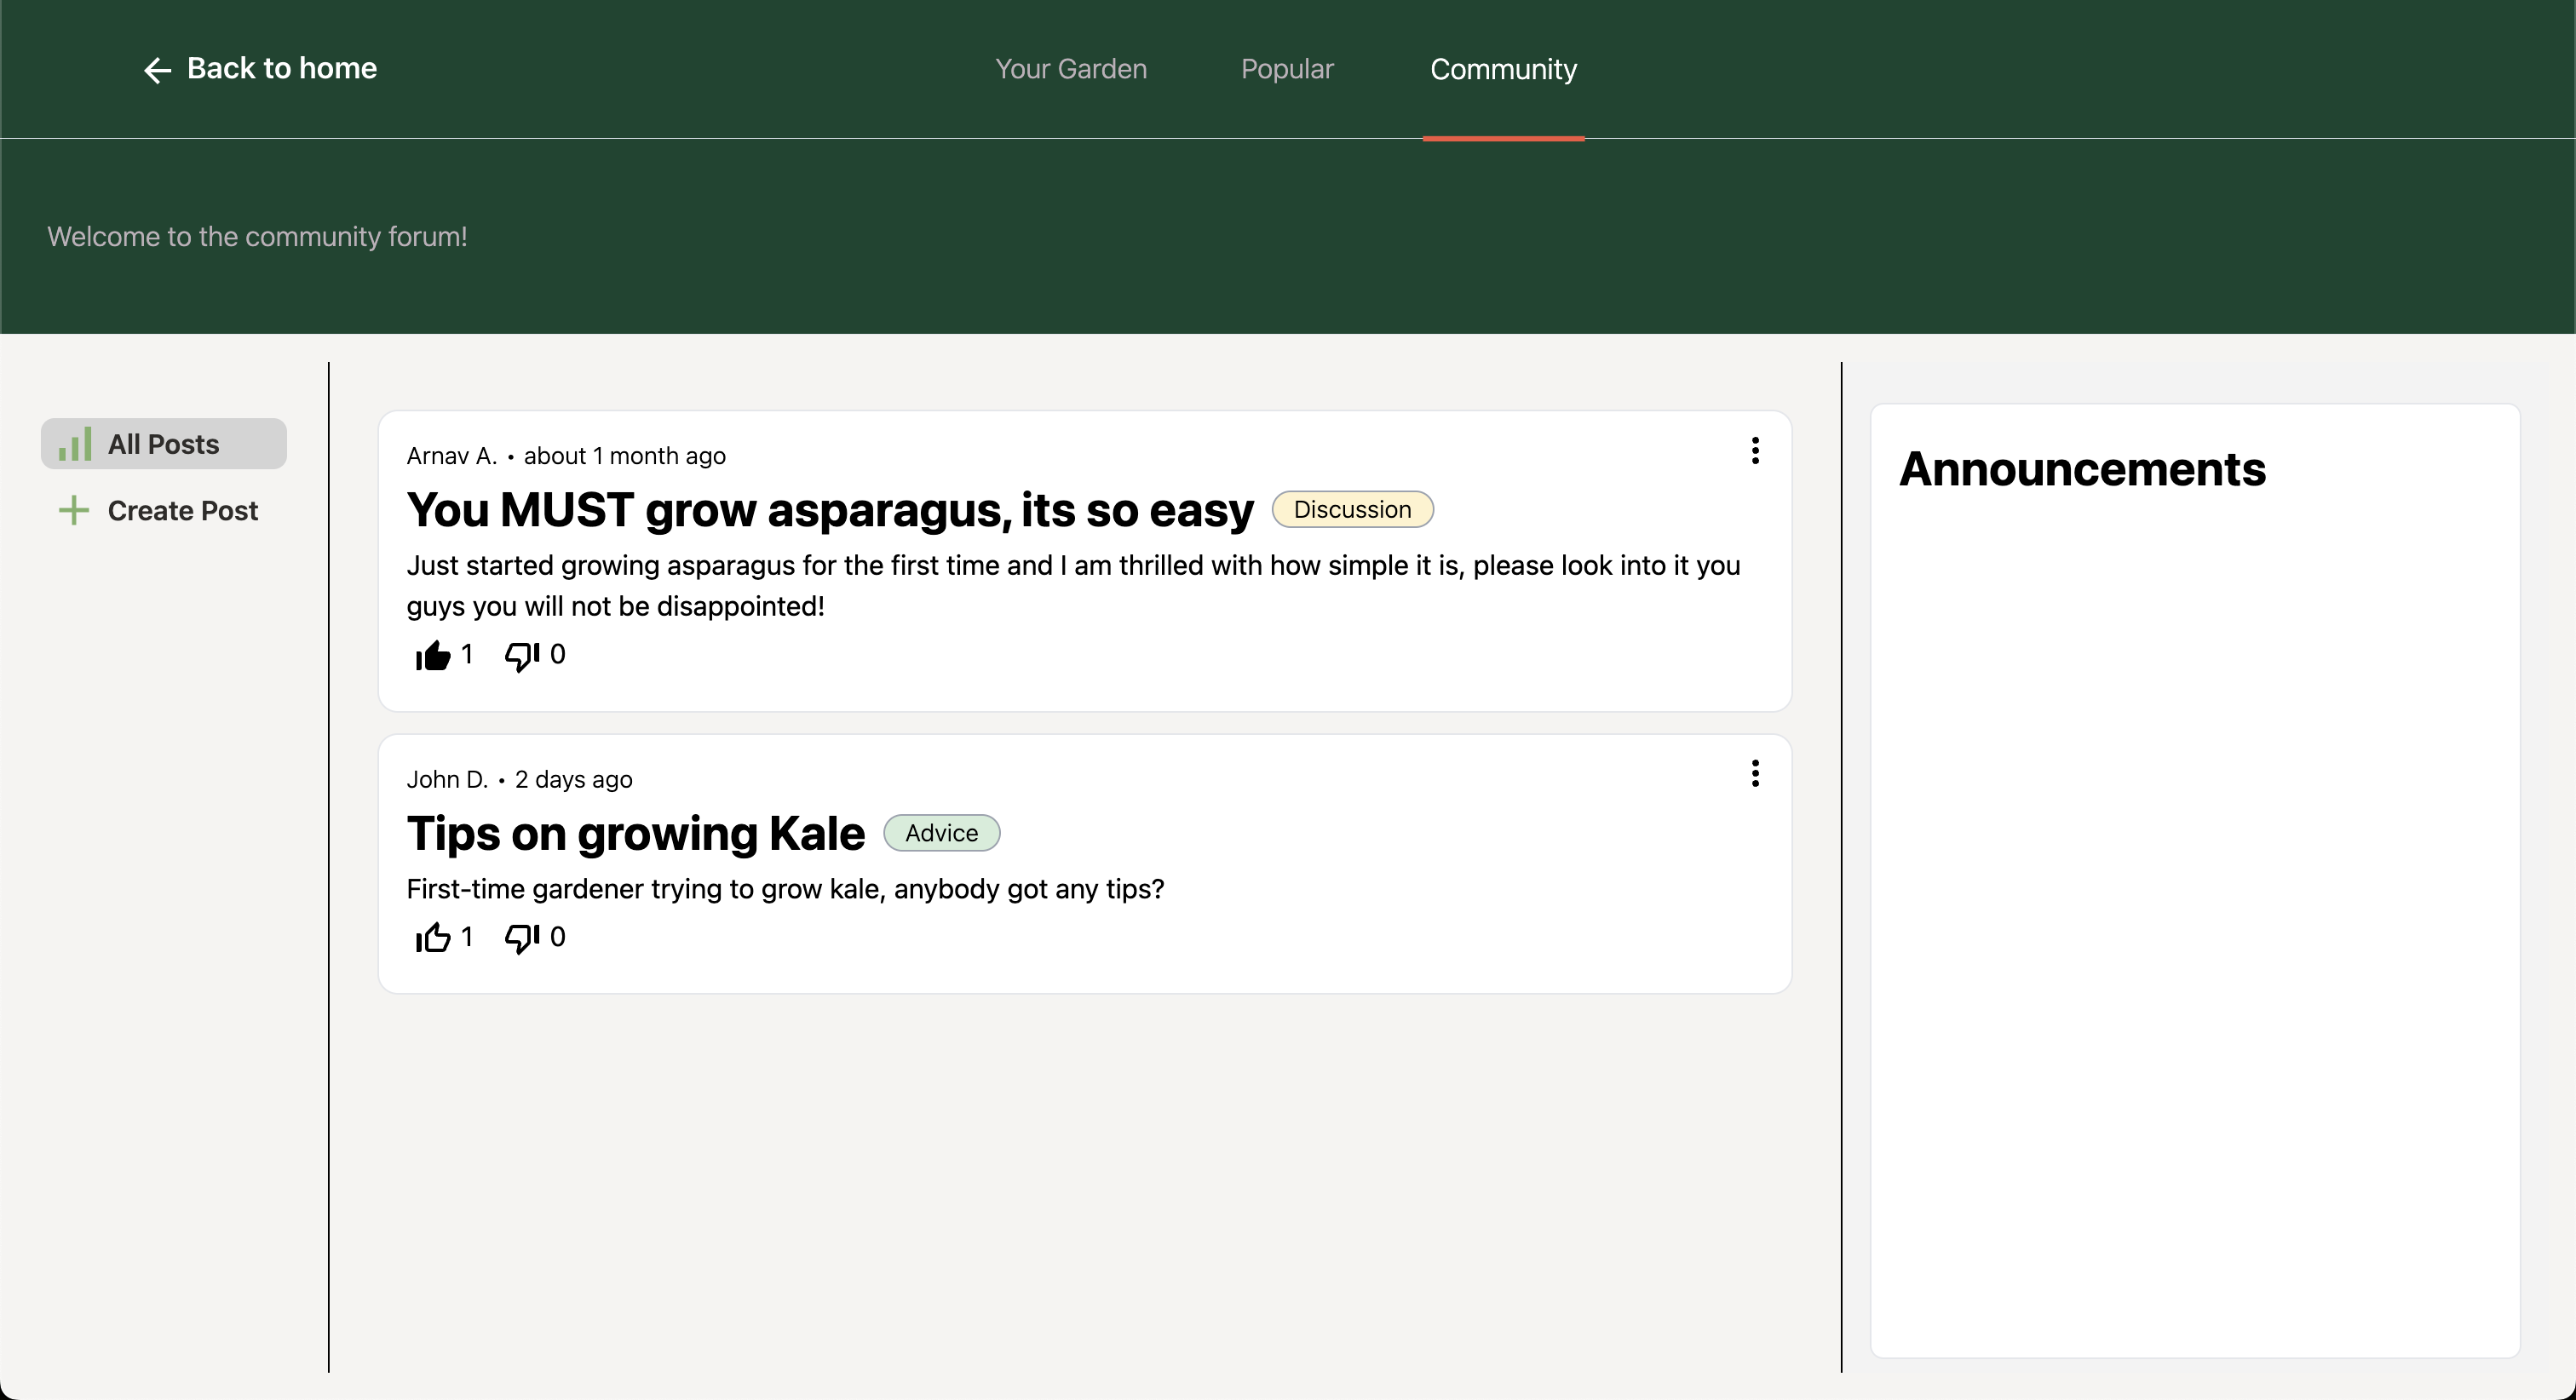 Back to home
Your Garden
Popular
Community
Welcome to the community forum!
All Posts
Create Post
Arnav A. • about 1 month ago
You MUST grow asparagus, its so easy Discussion
Just started growing asparagus for the first time and I am thrilled with how simple it is, please look into it you
guys you will not be disappointed!
1 0
John D. • 2 days ago
Tips on growing Kale Advice
First-time gardener trying to grow kale, anybody got any tips?
1 0
Announcements